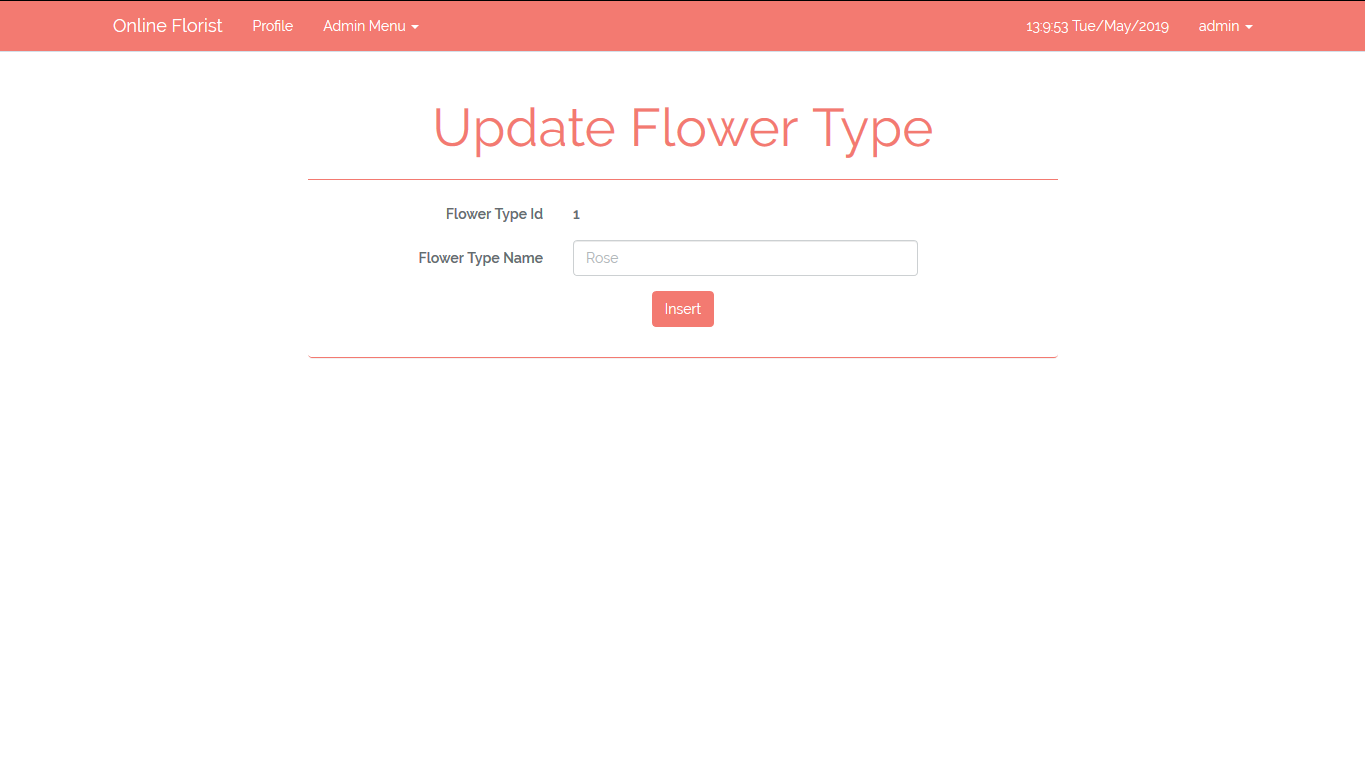 Online Florist Profile Admin Menu 13:9:53 Tue/May/2019 admin
Update Flower Type
Flower Type Id 1
Flower Type Name Rose
Insert